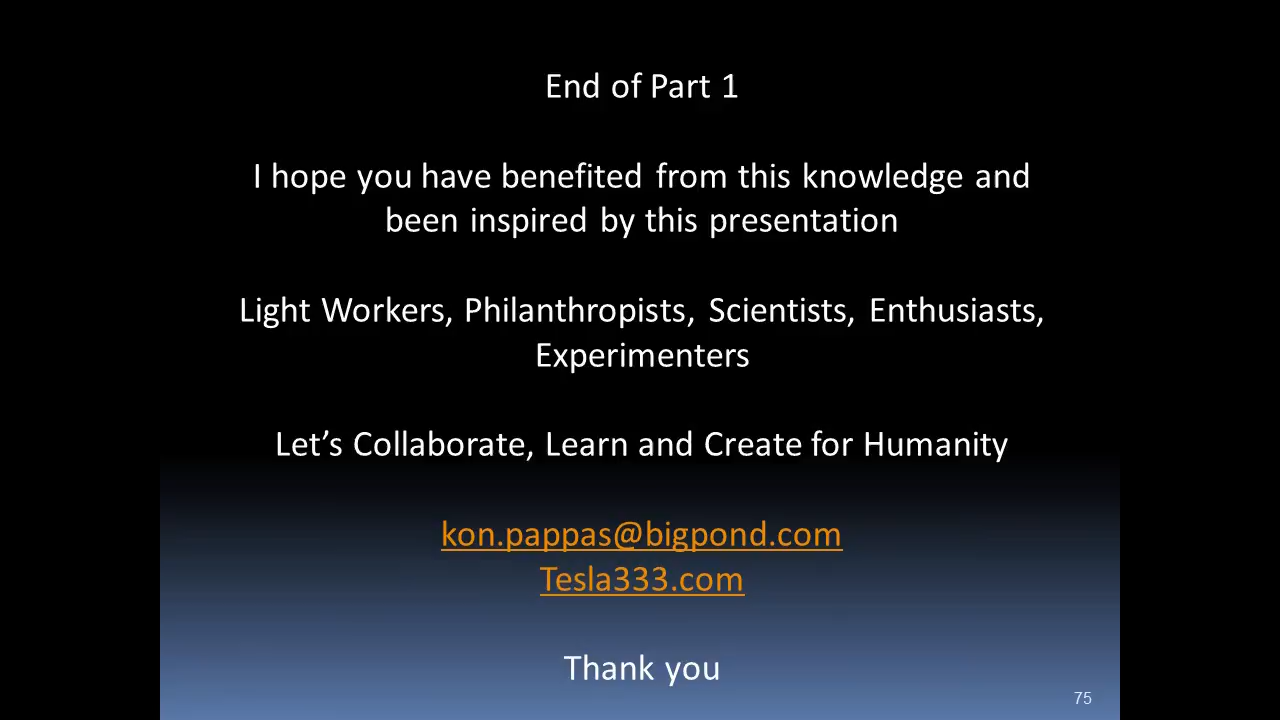 End of Part 1
I hope you have benefited from this knowledge and
been inspired by this presentation
Light Workers, Philanthropists, Scientists, Enthusiasts,
Experimenters
Let’s Collaborate, Learn and Create for Humanity
kon.pappas@bigpond.com
Tesla333.com
Thank you
75